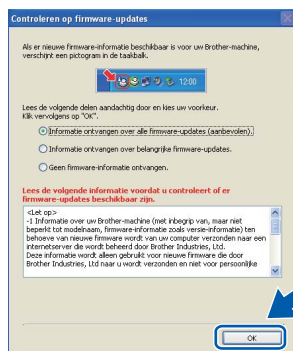 Controleren op firmware-updates
Als er nieuwe firmware-informatie beschikbaar is voor uw Brother-machine,
verschijnt een pictogram in de taakbalk.
12:00
Lees de volgende delen aandachtig door en kies uw voorkeur.
Klik vervolgens op "OK".
Informatie ontvangen over alle firmware-updates (aanbevolen).
Informatie ontvangen over belangrijke firmware-updates.
Geen firmware-informatie ontvangen.
Lees de volgende informatie voordat u controleert of er
firmware-updates beschikbaar zijn.
<Let op>
-1 Informatie over uw Brother-machine (met inbegrip van, maar niet
beperkt tot modelnaam, firmware-informatie zoals versie-informatie) ten
behoeve van nieuwe firmware wordt van uw computer verzonden naar een
internetserver die wordt beheerd door Brother Industries, Ltd.
Deze informatie wordt alleen gebruikt voor nieuwe firmware die door
Brother Industries, Ltd naar u wordt verzonden en niet voor persoonlijke
OK